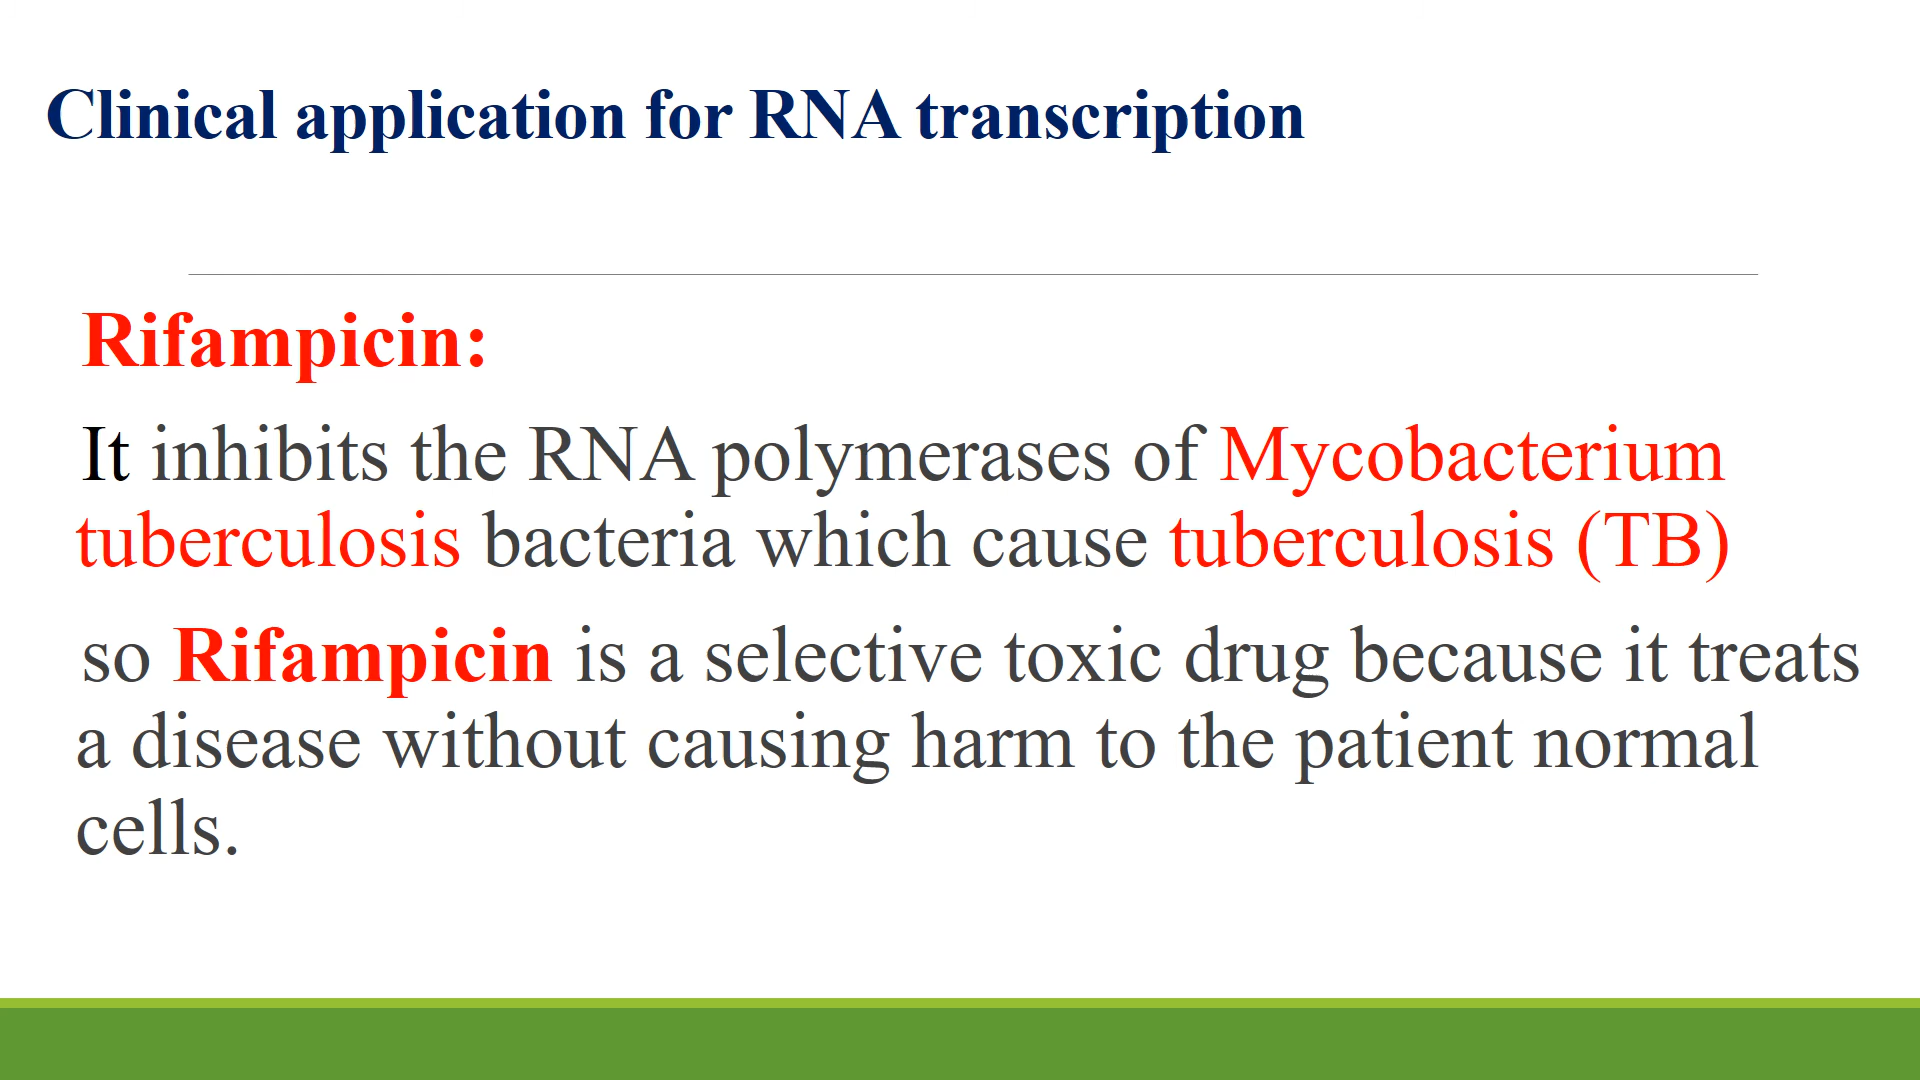 Clinical application for RNA transcription
Rifampicin:
It inhibits the RNA polymerases of Mycobacterium
tuberculosis bacteria which cause tuberculosis (TB)
so Rifampicin is a selective toxic drug because it treats
a disease without causing harm to the patient normal
cells.